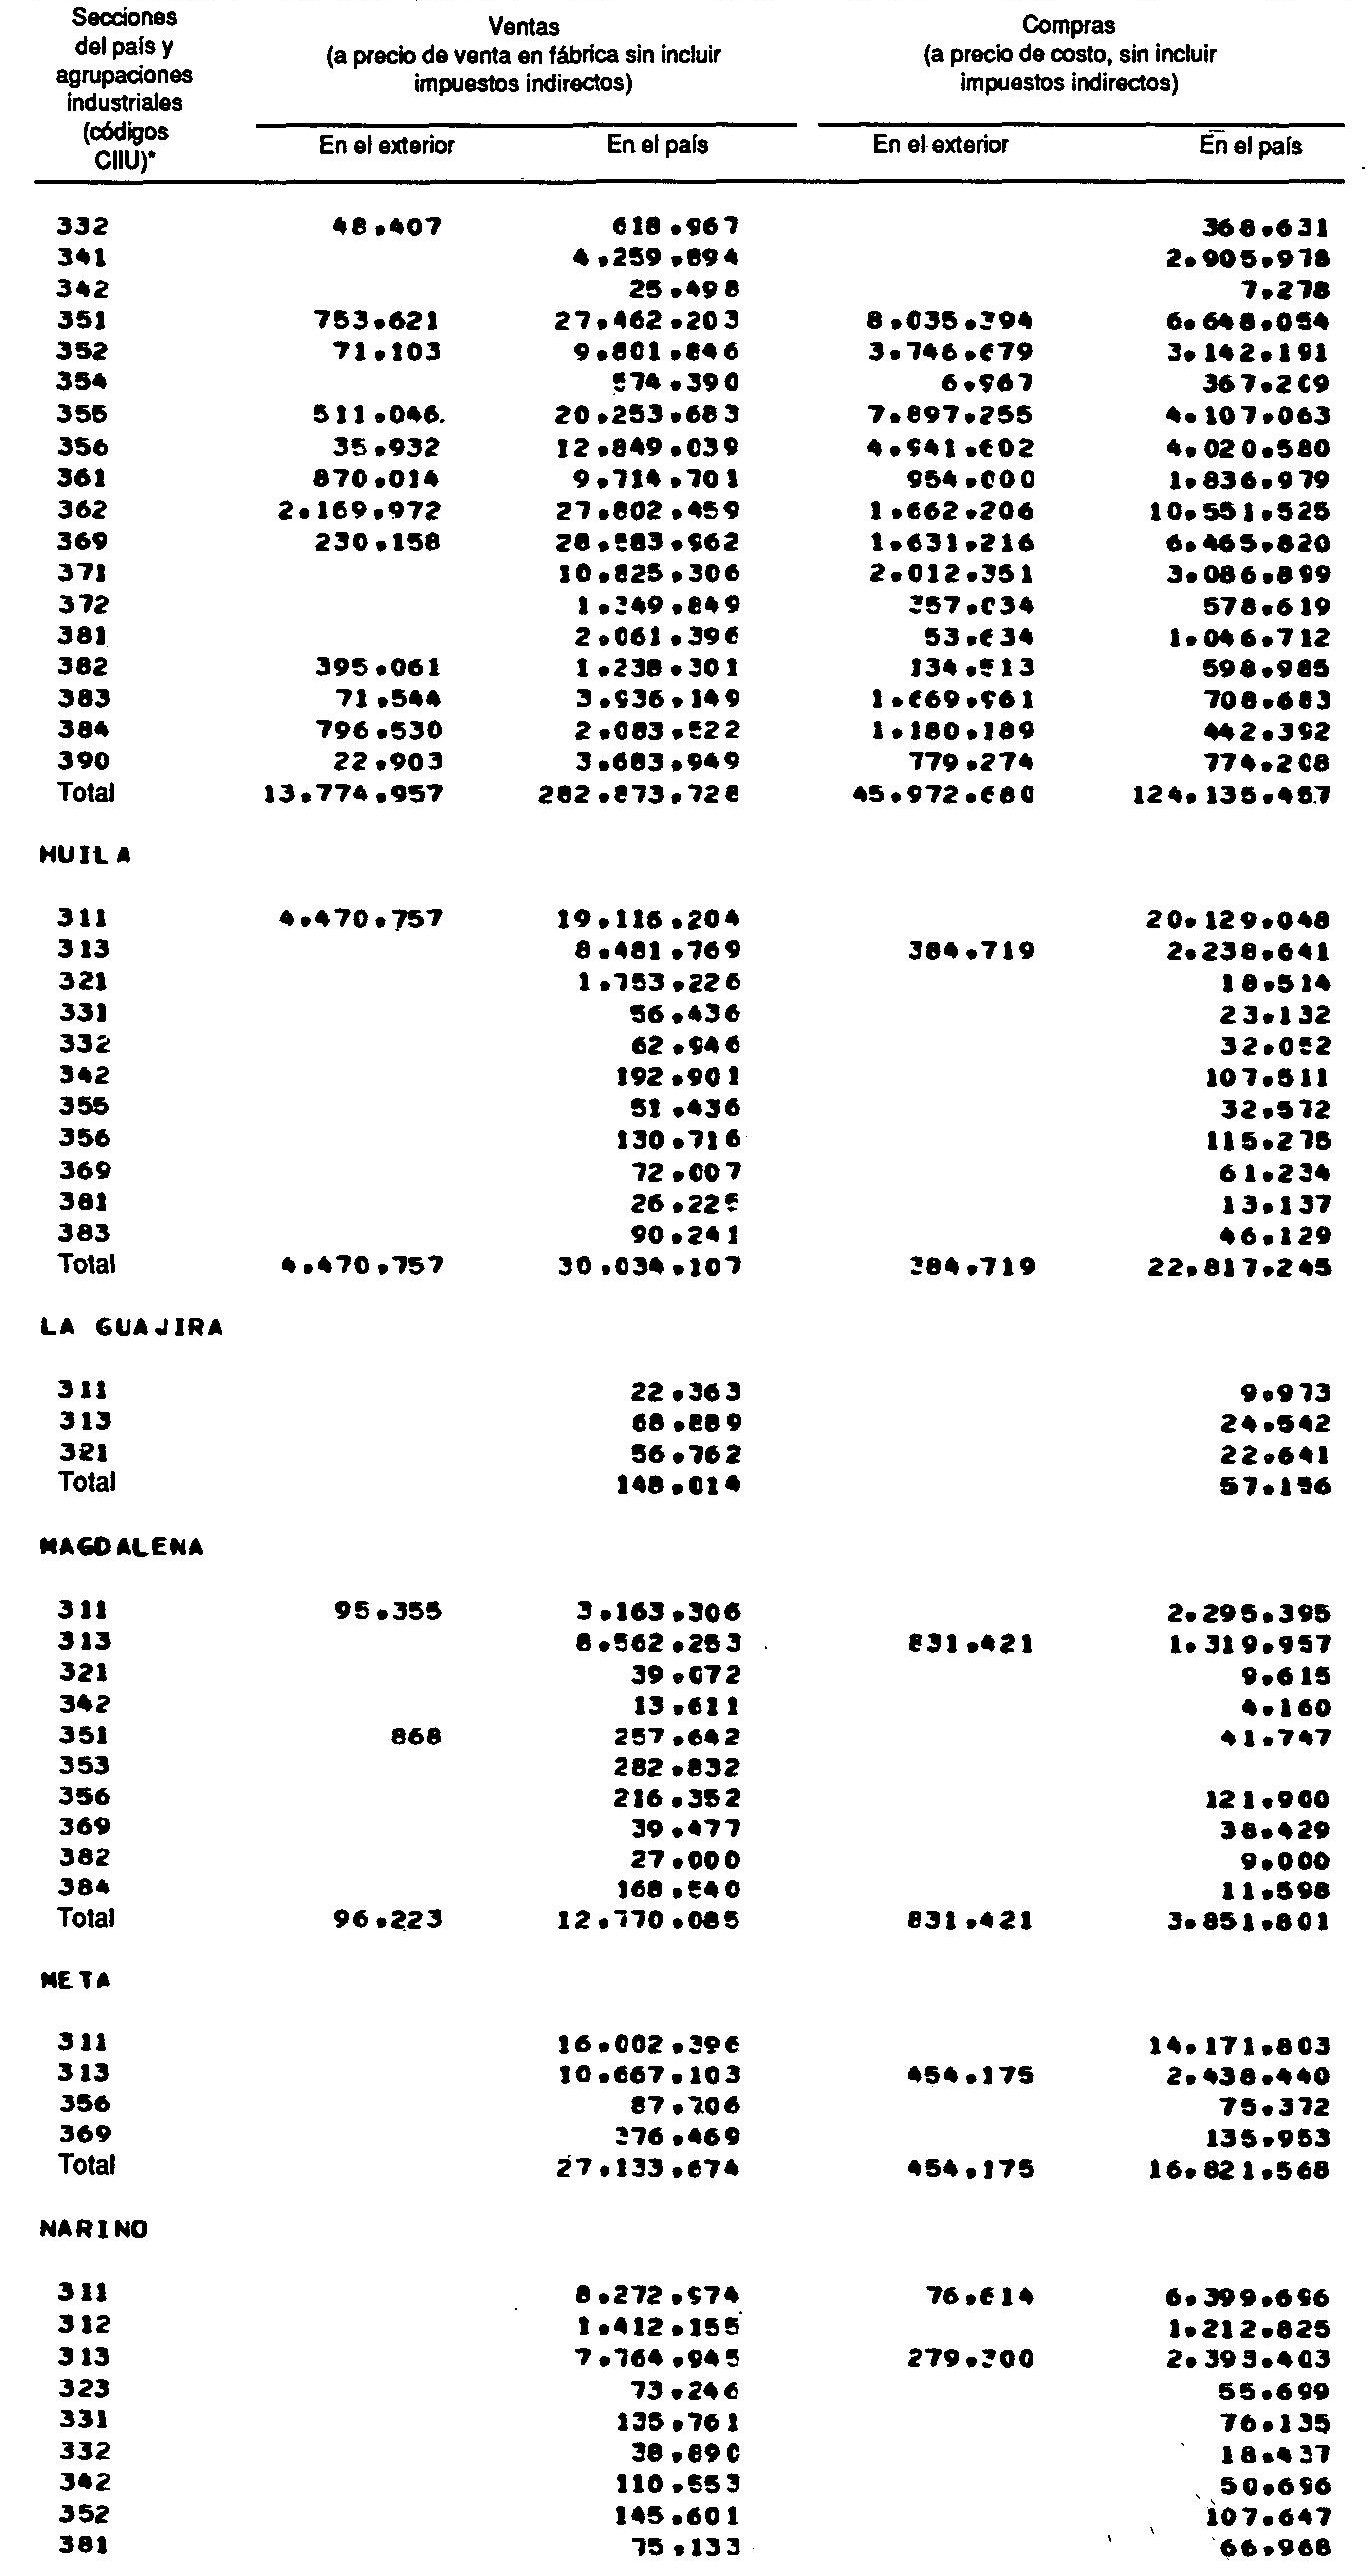 Secciones
del país y
agrupaciones
industriales
(códigos
CIIU)*
Ventas
(a precio de venta en fábrica sin incluir
impuestos indirectos)
Compras
(a precio de costo, sin incluir
impuestos indirectos)
En el exterior En el país En el exterior En el país
332 48.407 618.967 368.631
341 4.259.894 2.905.978
342 25.498 7.278
351 753.621 27.462.203 8.035.394 6.648.054
352 71.103 9.801.846 3.746.679 3.142.191
354 574.390 6.967 367.209
355 511.046. 20.253.683 7.897.255 4.107.063
356 35.932 12.849.039 4.941.602 4.020.580
361 870.014 9.714.701 954.000 1.836.979
362 2.169.972 27.802.459 1.662.206 10.551.525
369 230.158 28.583.962 1.631.216 6.465.820
371 10.825.306 2.012.351 3.086.899
372 1.349.849 357.034 578.619
381 2.061.396 53.634 1.046.712
382 395.061 1.238.301 134.513 598.985
383 71.544 3.936.149 1.669.961 708.683
384 796.530 2.083.522 1.180.189 442.392
390 22.903 3.683.949 779.274 774.208
Total 13.774.957 282.873.728 45.972.680 124.135.457
HUILA
311 4.470.757 19.116.204 20.129.048
313 8.481.769 384.719 2.238.641
321 1.753.226 18.514
331 56.436 23.132
332 62.946 32.052
342 192.901 107.511
355 51.436 32.572
356 130.716 115.275
369 72.007 61.234
381 26.225 13.137
383 90.241 46.129
Total 4.470.757 30.034.107 384.719 22.817.245
LA GUAJIRA
311 22.363 9.973
313 68.889 24.542
321 56.762 22.641
Total 148.014 57.156
MAGDALENA
311 95.355 3.163.306 2.295.395
313 8.562.253 831.421 1.319.957
321 39.072 9.615
342 13.611 4.160
351 868 257.642 41.747
353 282.832
356 216.352 121.900
369 39.477 38.429
382 27.000 9.000
384 168.540 11.598
Total 96.223 12.770.085 831.421 3.851.801
META
311 16.002.396 14.171.803
313 10.667.103 454.175 2.438.440
356 87.706 75.372
369 376.469 135.953
Total 27.133.674 454.175 16.821.568
NARINO
311 8.272.974 76.614 6.399.696
312 1.412.155 1.212.825
313 7.764.945 279.300 2.393.403
323 73.246 55.699
331 135.761 76.135
332 38.890 18.437
342 110.553 50.696
352 145.601 107.647
381 75.133 66.968